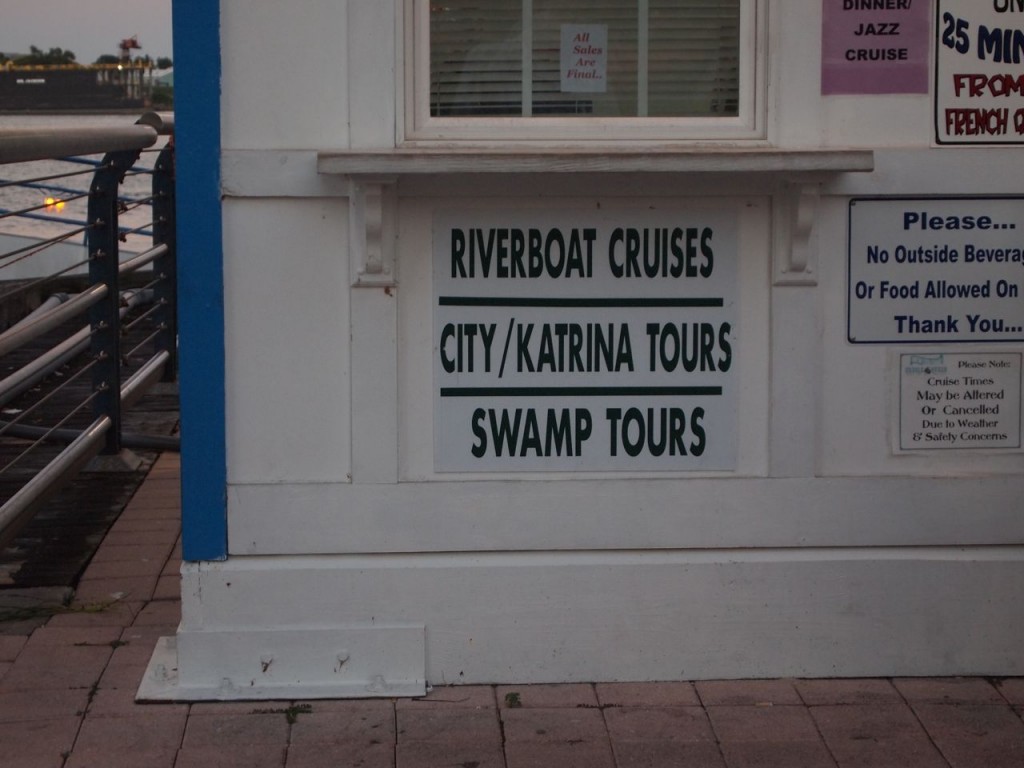 All
Sales
Are
Final..
DINNER/
JAZZ
CRUISE
25 MIN
FROM
FRENCH
RIVERBOAT CRUISES
CITY/KATRINA TOURS
SWAMP TOURS
Please...
No Outside
Or Food Allowed On
Thank You...
Please Note:
Cruise Times
May be Altered
Or Cancelled
Due to Weather
& Safety Concerns